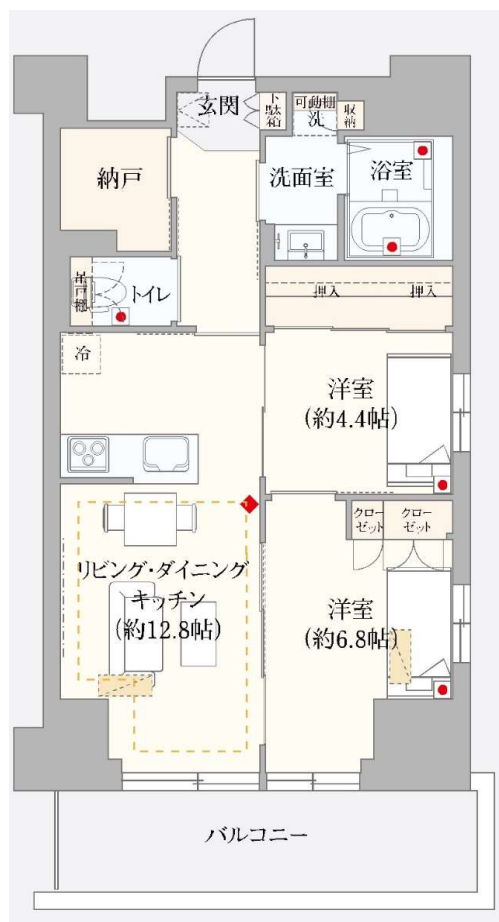 玄関
下駄箱
可動棚
洗
収納
納戸
洗面室
浴室
吊戸棚
トイレ
押入
押入
冷
洋室
(約4.4帖)
クロー
ゼット
クロー
ゼット
リビング・ダイニング
キッチン
(約12.8帖)
洋室
(約6.8帖)
バルコニー